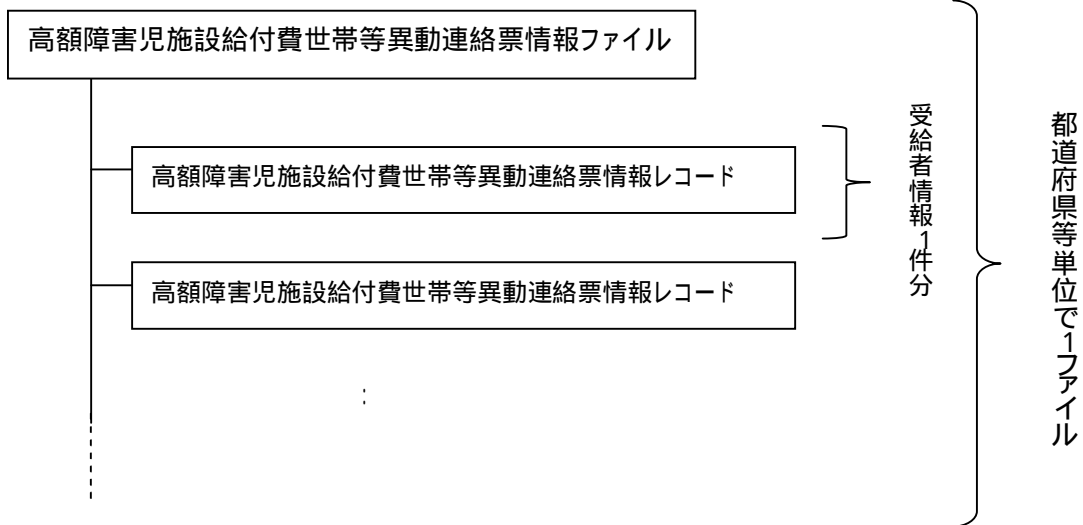 高額障害児施設給付費世帯等異動連絡票情報ファイル
高額障害児施設給付費世帯等異動連絡票情報レコード
高額障害児施設給付費世帯等異動連絡票情報レコード
:
受給者情報1件分
都道府県等単位で1ファイル